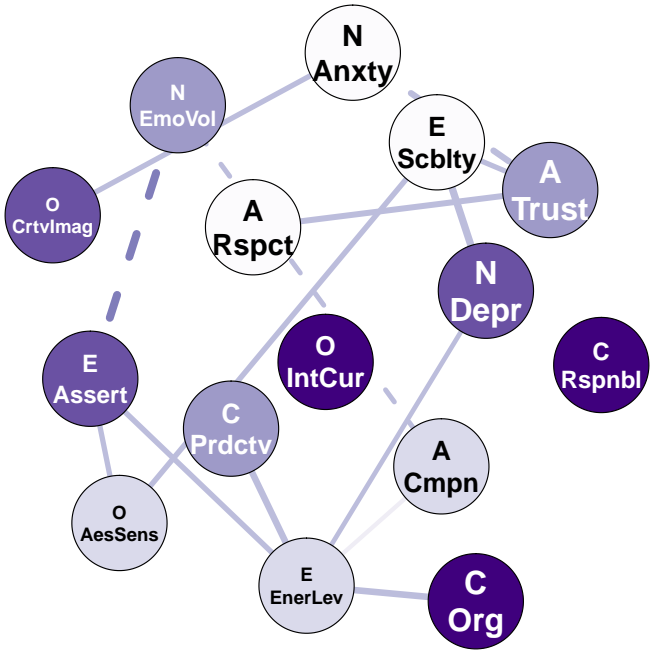 N
Anxty
N
EmoVol
E
Scblty
A
Trust
O
CrtvImag
A
Rspct
N
Depr
O
IntCur
C
Rspnbl
E
Assert
C
Prdctv
A
Cmpn
O
AesSens
E
EnerLev
C
Org